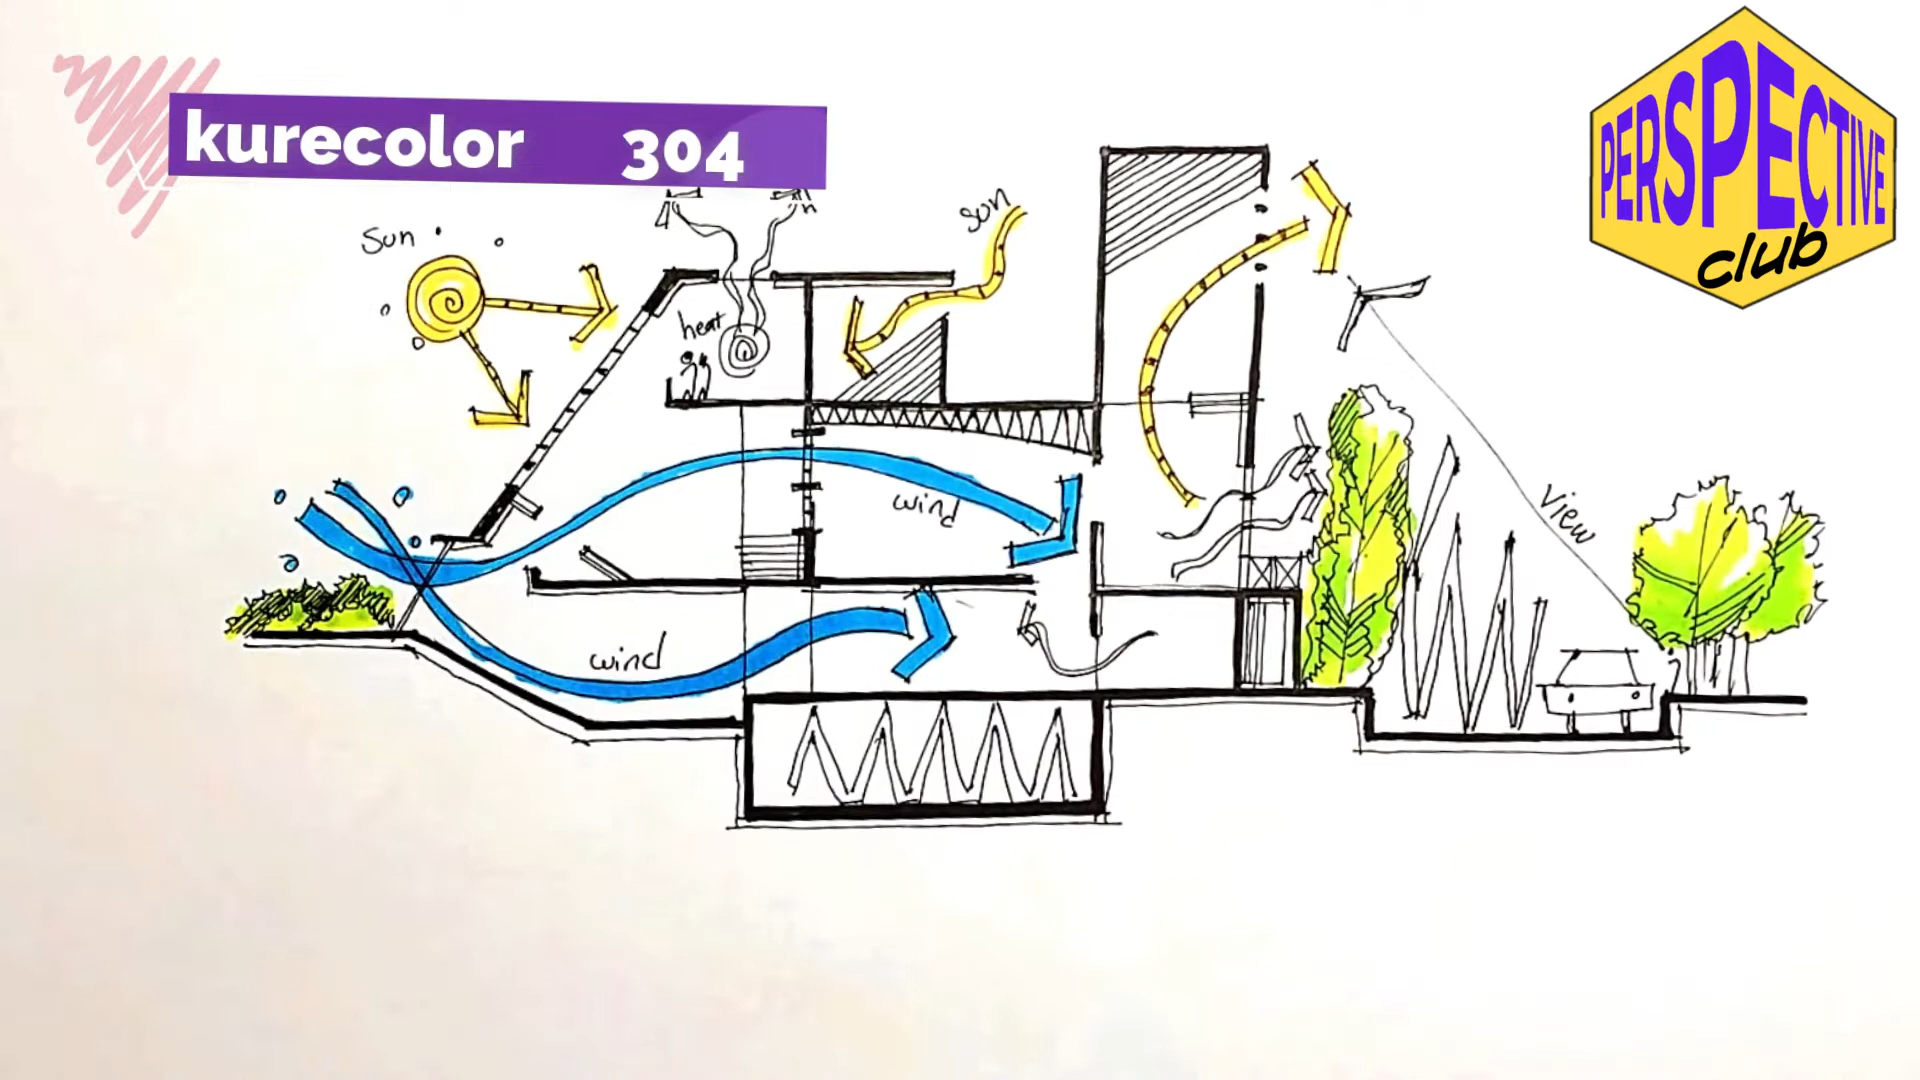 kurecolor 304
PERSPECTIVE
club
Sun
sun
heat
wind
view
wind